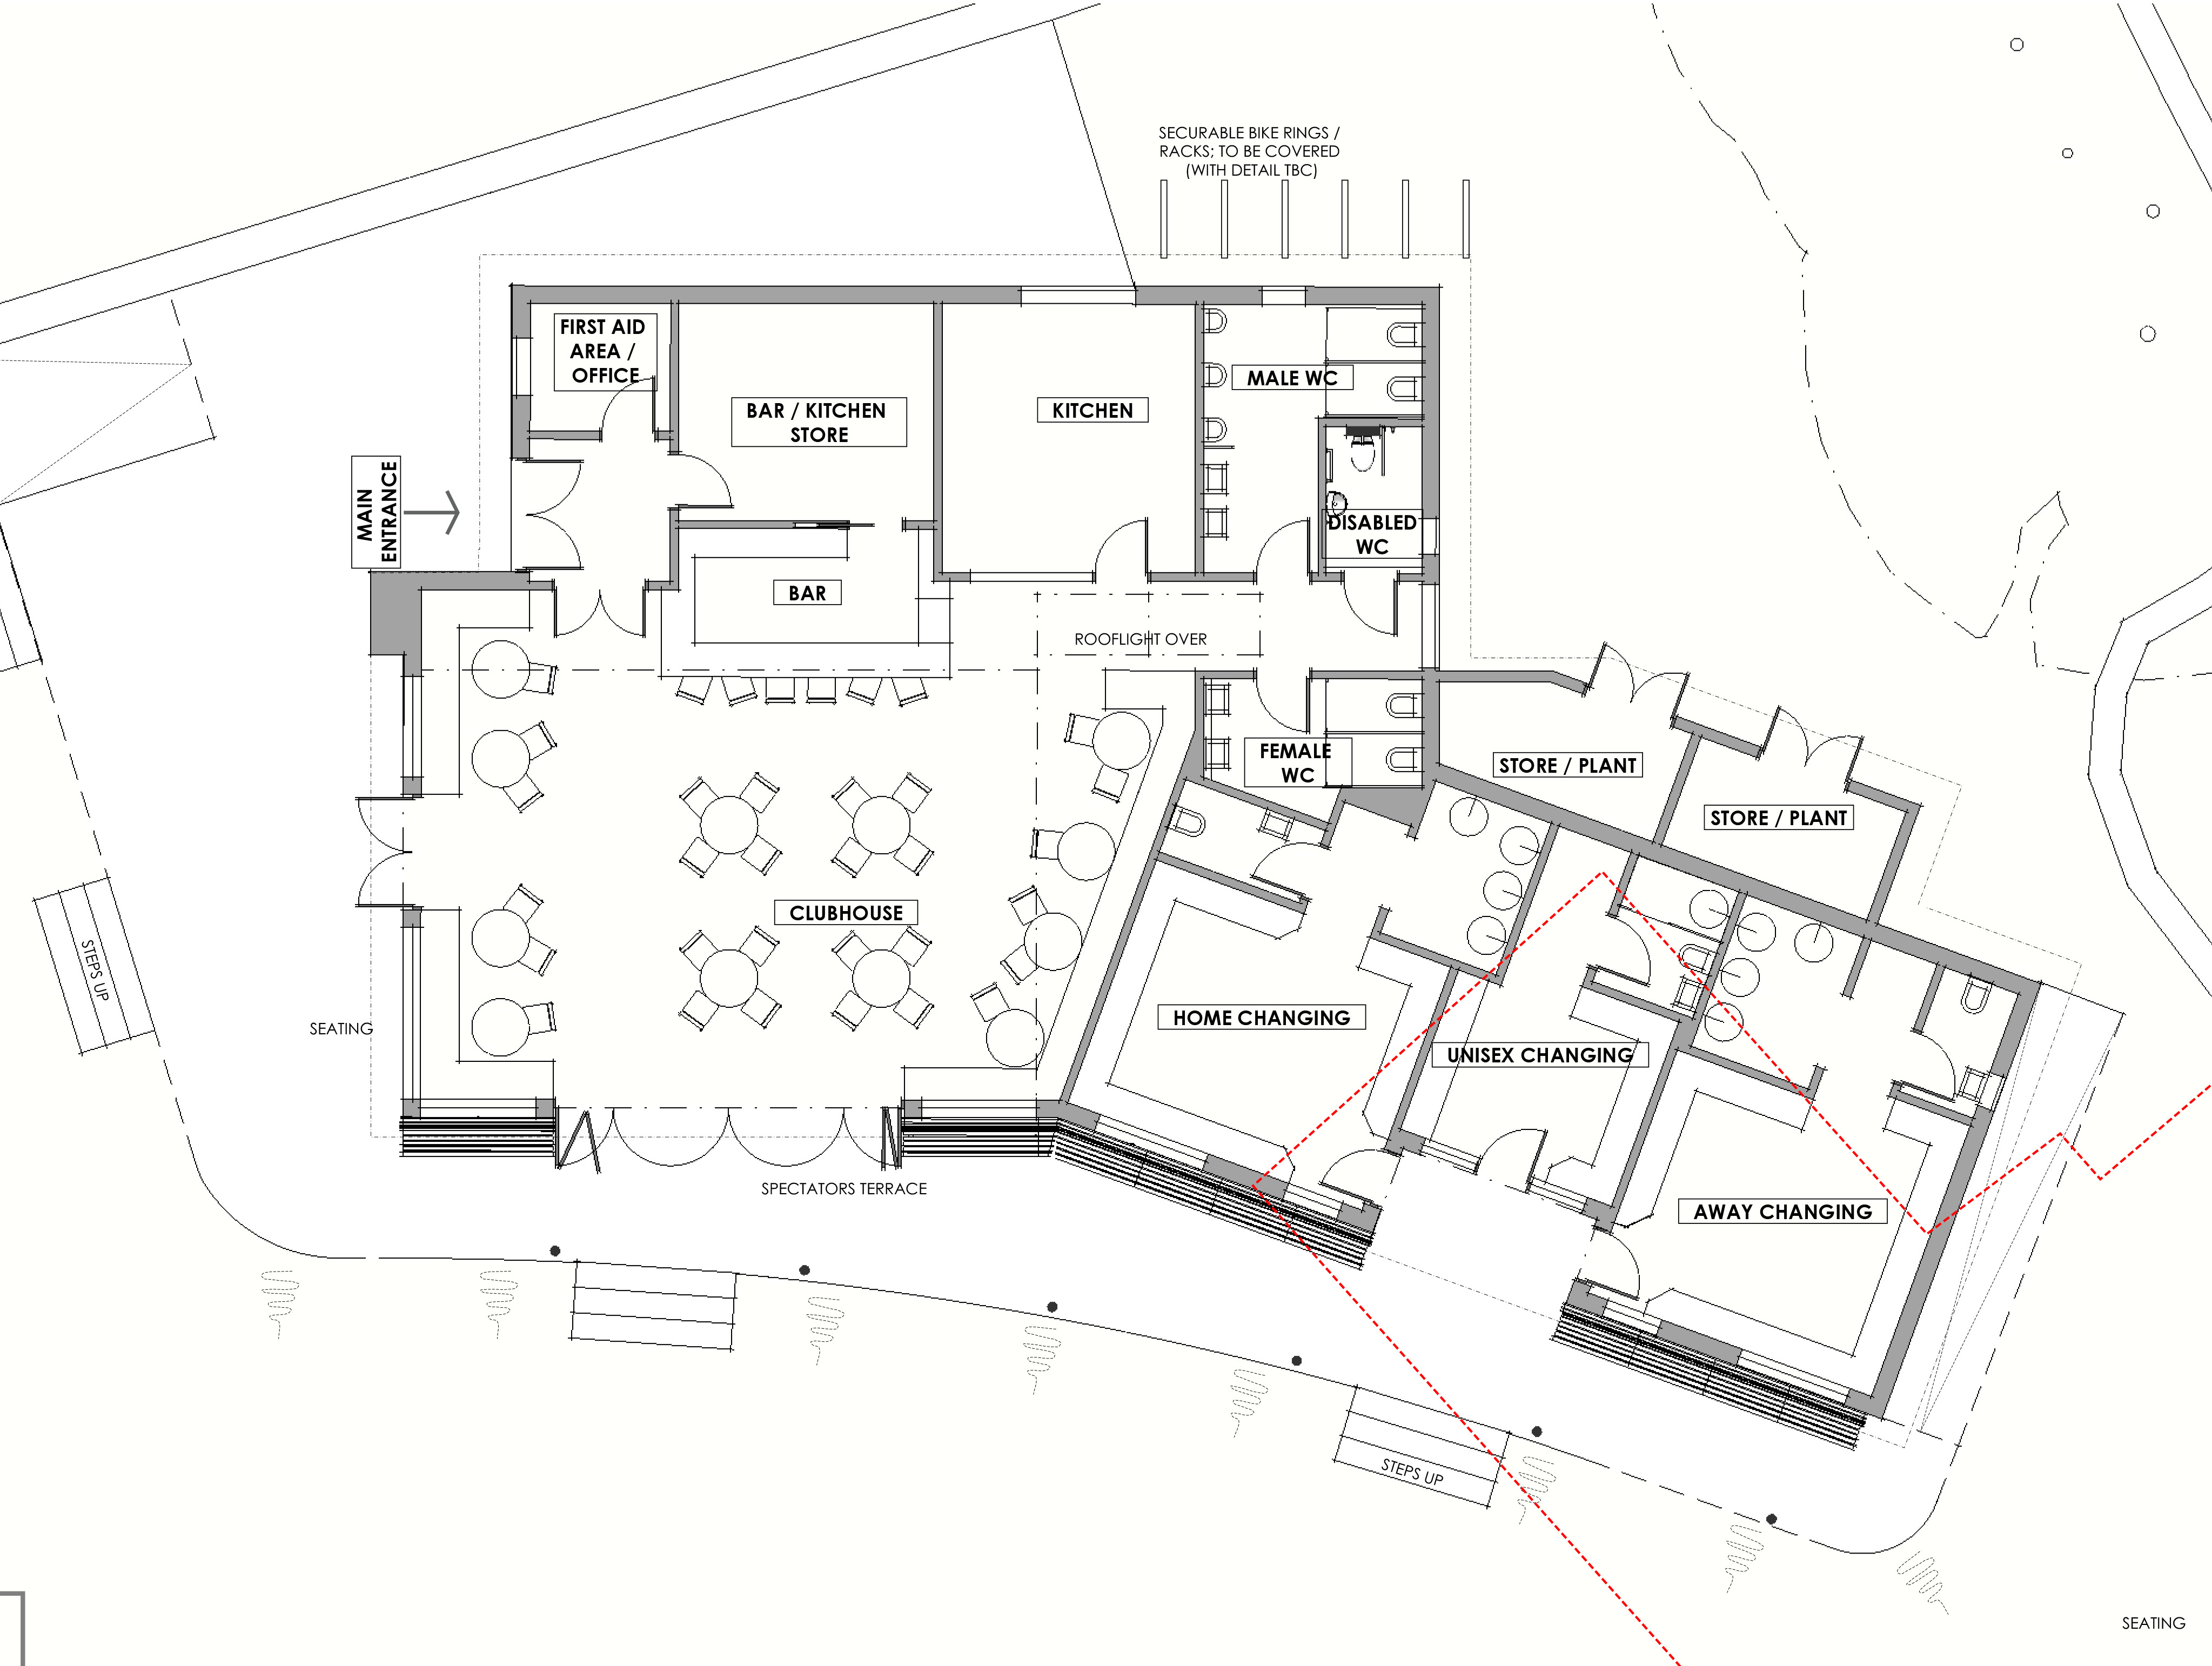 SECURABLE BIKE RINGS /
RACKS; TO BE COVERED
(WITH DETAIL TBC)
FIRST AID
AREA /
OFFICE
BAR / KITCHEN
STORE
KITCHEN
MALE WC
DISABLED
WC
MAIN
ENTRANCE
BAR
ROOFLIGHT OVER
FEMALE
WC
STORE / PLANT
STORE / PLANT
CLUBHOUSE
STEPS UP
SEATING
HOME CHANGING
UNISEX CHANGING
AWAY CHANGING
SPECTATORS TERRACE
STEPS UP
SEATING